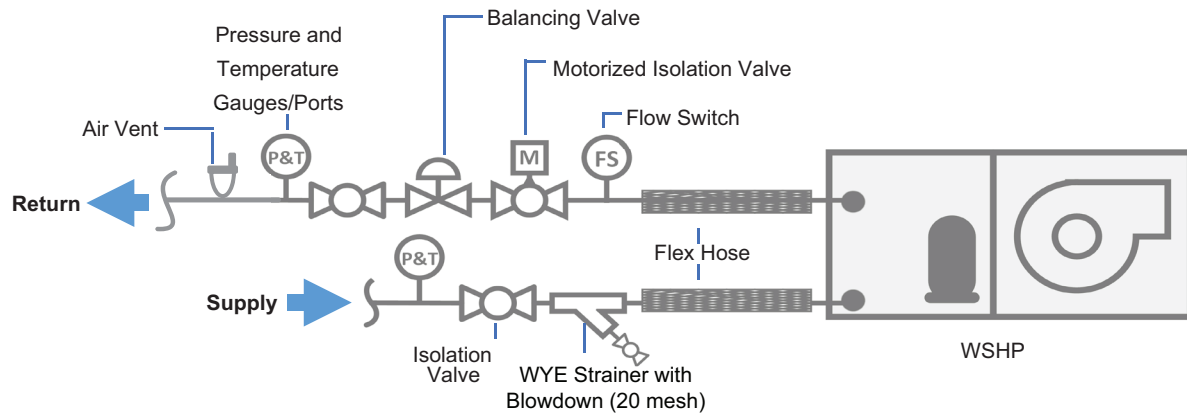 Balancing Valve
Pressure and
Temperature
Gauges/Ports
Motorized Isolation Valve
Air Vent
Flow Switch
P&T
M
FS
Return
P&T
Flex Hose
Supply
Isolation
Valve
WYE Strainer with
Blowdown (20 mesh)
WSHP